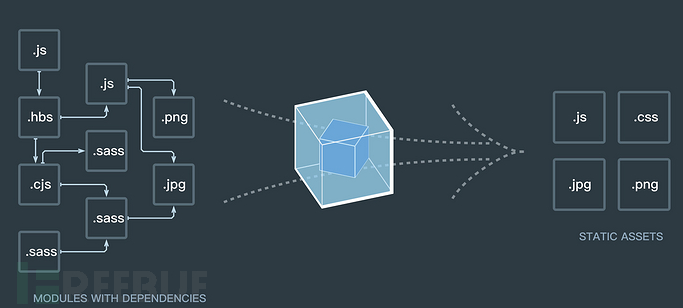 .js
.js
.hbs
.png
.sass
.cjs
.jpg
.sass
.sass
FREEBUF
MODULES WITH DEPENDENCIES
.js
.css
.jpg
.png
STATIC ASSETS